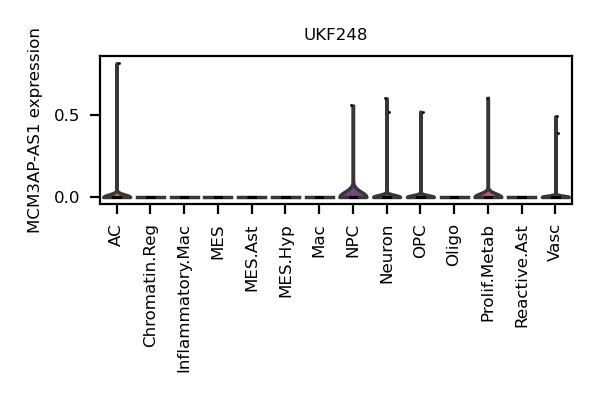 UKF248
MCM3AP-AS1 expression
0.5
0.0
AC
Chromatin.Reg
Inflammatory.Mac
MES
MES.Ast
MES.Hyp
Mac
NPC
Neuron
OPC
Oligo
Prolif.Metab
Reactive.Ast
Vasc